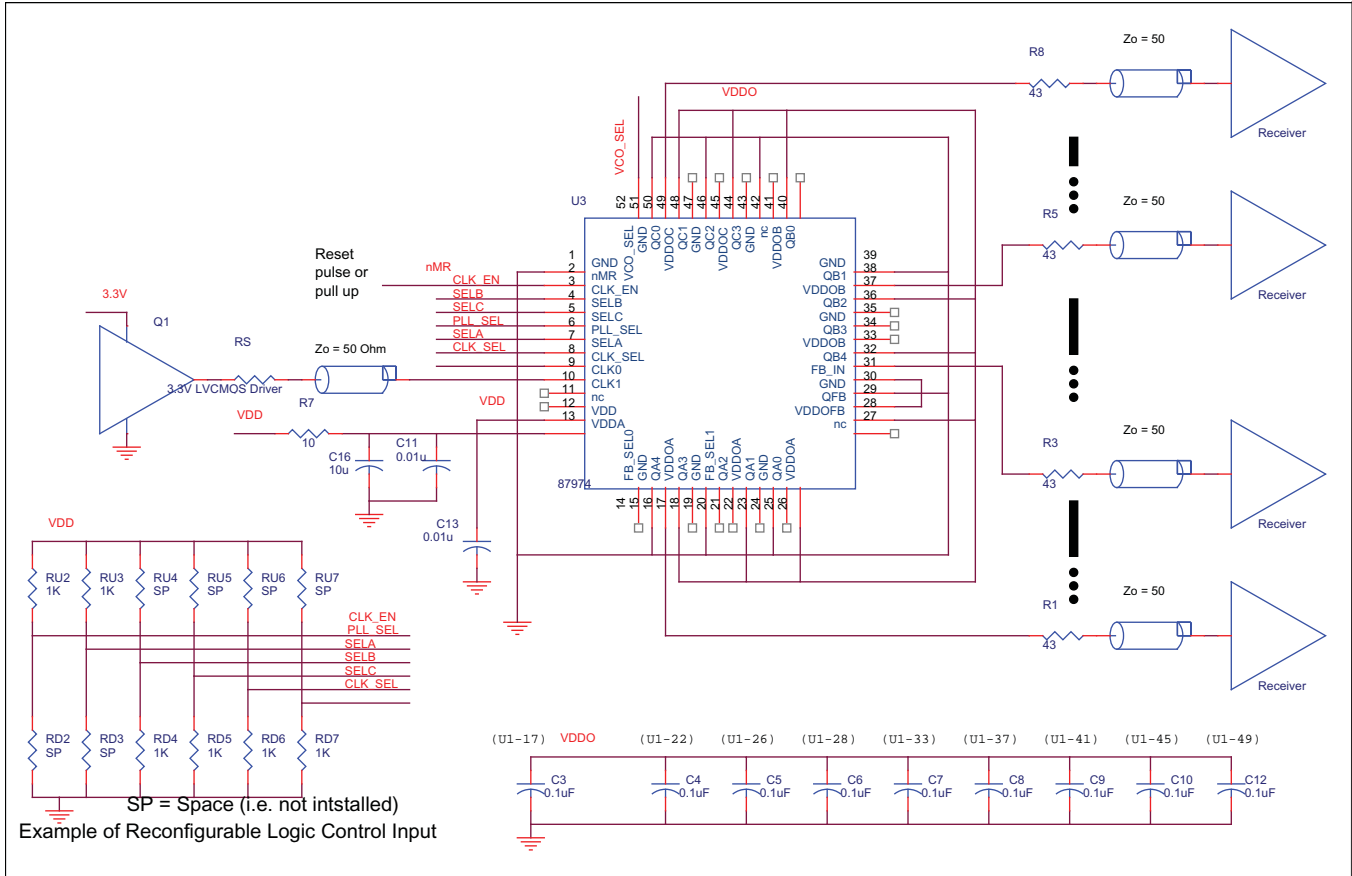 R8
43
Zo = 50
Receiver
VDDO
VCO_SEL
U3
52
51
50
49
48
47
46
45
44
43
42
41
40
VCO_SEL
GND
QC0
VDDOC
QC1
GND
QC2
VDDOC
QC3
GND
nc
VDDOB
QB0
R5
43
Zo = 50
Receiver
Reset
pulse or
pull up
nMR
CLK_EN
SELB
SELC
PLL_SEL
SELA
CLK_SEL
1
2
3
4
5
6
7
8
9
10
11
12
13
GND
nMR
CLK_EN
SELB
SELC
PLL_SEL
SELA
CLK_SEL
CLK0
CLK1
nc
VDD
VDDA
39
38
37
36
35
34
33
32
31
30
29
28
27
GND
QB1
VDDOB
QB2
GND
QB3
VDDOB
QB4
FB_IN
GND
QFB
VDDOFB
nc
3.3V
Q1
RS
Zo = 50 Ohm
3.3V LVCMOS Driver
R7
VDD
VDD
10
C16
10u
C11
0.01u
C13
0.01u
87974
FB_SEL0
GND
QA4
VDDOA
QA3
GND
FB_SEL1
QA2
VDDOA
QA1
GND
QA0
VDDOA
14
15
16
17
18
19
20
21
22
23
24
25
26
R3
43
Zo = 50
Receiver
R1
43
Zo = 50
Receiver
VDD
RU2
1K
RU3
1K
RU4
SP
RU5
SP
RU6
SP
RU7
SP
CLK_EN
PLL_SEL
SELA
SELB
SELC
CLK_SEL
RD2
SP
RD3
SP
RD4
1K
RD5
1K
RD6
1K
RD7
1K
SP = Space (i.e. not intstalled)
Example of Reconfigurable Logic Control Input
(U1-17) VDDO (U1-22) (U1-26) (U1-28) (U1-33) (U1-37) (U1-41) (U1-45) (U1-49)
C3
0.1uF
C4
0.1uF
C5
0.1uF
C6
0.1uF
C7
0.1uF
C8
0.1uF
C9
0.1uF
C10
0.1uF
C12
0.1uF